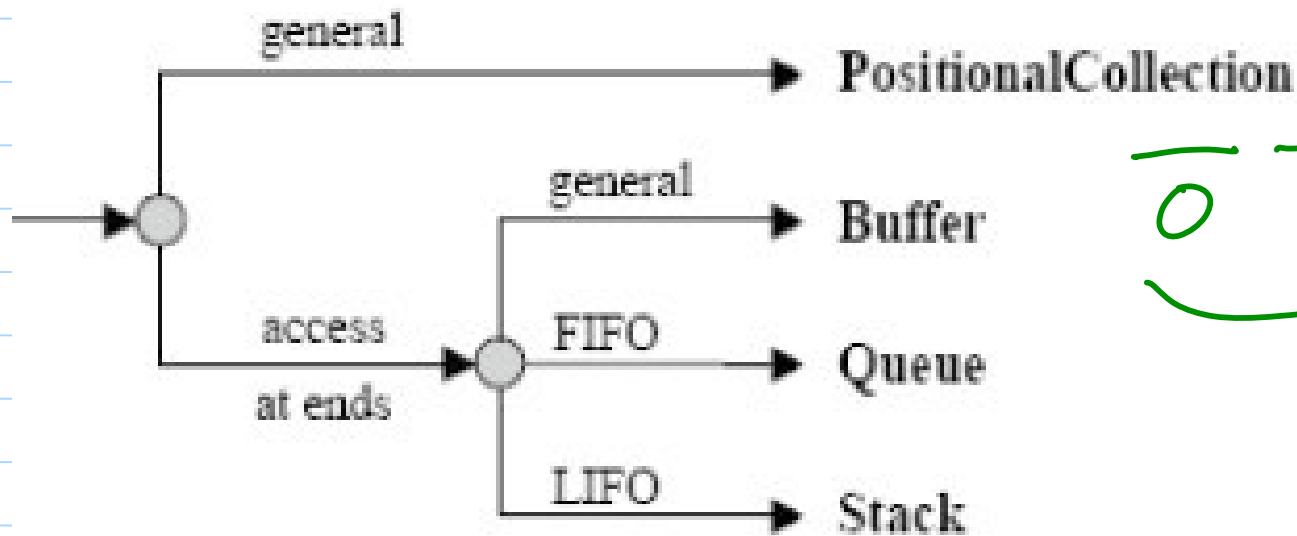 general
PositionalCollection
general
Buffer
access
at ends
FIFO
Queue
LIFO
Stack